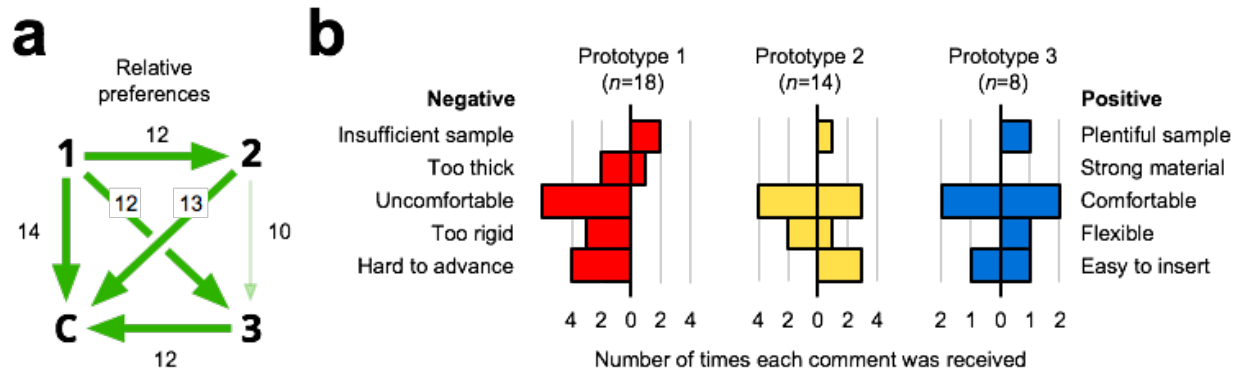 a
Relative
preferences
12
1
2
12
13
14
10
C
3
12
b
Prototype 1
(n=18)
Prototype 2
(n=14)
Prototype 3
(n=8)
Negative
Positive
Insufficient sample
Plentiful sample
Too thick
Strong material
Uncomfortable
Comfortable
Too rigid
Flexible
Hard to advance
Easy to insert
4 2 0 2 4
4 2 0 2 4
2 1 0 1 2
Number of times each comment was received